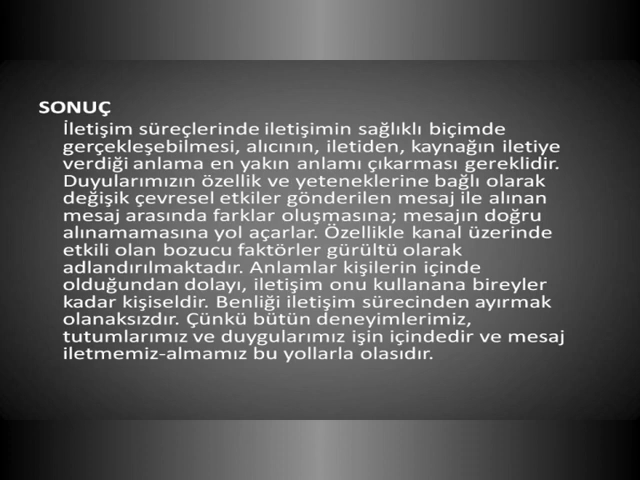 SONUÇ
İletişim süreçlerinde iletişimin sağlıklı biçimde
gerçekleşebilmesi, alıcının, iletiden, kaynağın iletiye
verdiği anlama en yakın anlamı çıkarması gereklidir.
Duyularımızın özellik ve yeteneklerine bağlı olarak
değişik çevresel etkiler gönderilen mesaj ile alınan
mesaj arasında farklar oluşmasına; mesajın doğru
alınamamasına yol açarlar. Özellikle kanal üzerinde
etkili olan bozucu faktörler gürültü olarak
adlandırılmaktadır. Anlamlar kişilerin içinde
olduğundan dolayı, iletişim onu kullanana bireyler
kadar kişiseldir. Benliği iletişim sürecinden ayırmak
olanaksızdır. Çünkü bütün deneyimlerimiz,
tutumlarımız ve duygularımız işin içindedir ve mesaj
iletmemiz-almamız bu yollarla olasıdır.